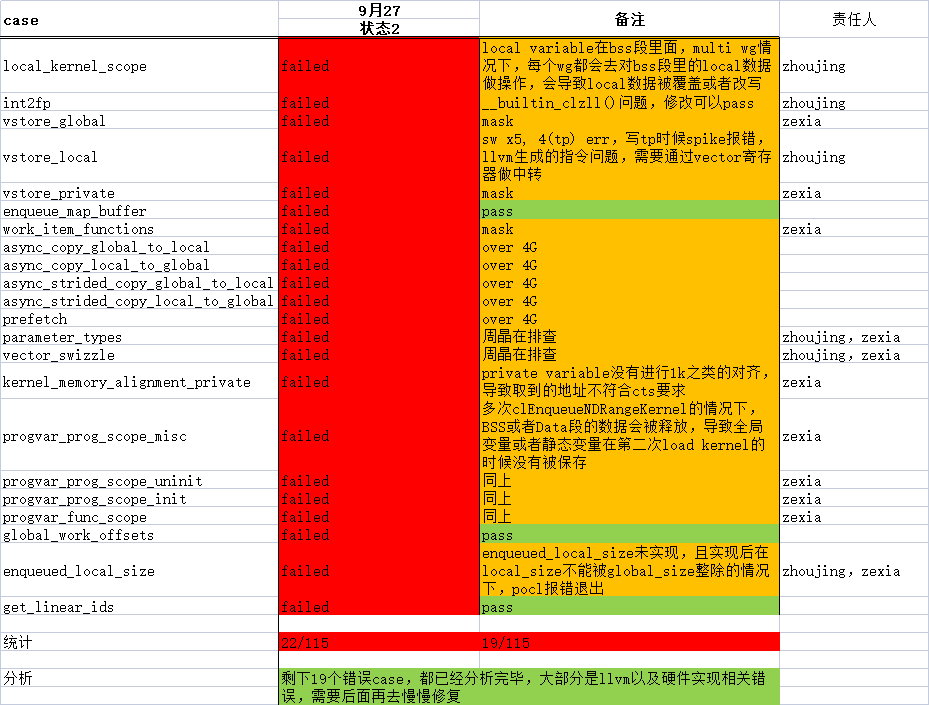 case 9月27 备注 责任人
状态2
local_kernel_scope failed local variable在bss段里面，multi wg情 zhoujing
况下，每个wg都会去对bss段里的local数据
做操作，会导致local数据被覆盖或者改写
int2fp failed __builtin_clzll()问题，修改可以pass zhoujing
vstore_global failed mask zexia
vstore_local failed sw x5, 4(tp) err，写tp时候spike报错， zhoujing
llvm生成的指令问题，需要通过vector寄存
器做中转
vstore_private failed mask zexia
enqueue_map_buffer failed pass
work_item_functions failed mask zexia
async_copy_global_to_local failed over 4G
async_copy_local_to_global failed over 4G
async_strided_copy_global_to_local failed over 4G
async_strided_copy_local_to_global failed over 4G
prefetch failed over 4G
parameter_types failed 周晶在排查 zhoujing，zexia
vector_swizzle failed 周晶在排查 zhoujing，zexia
kernel_memory_alignment_private failed private variable没有进行1k之类的对齐， zexia
导致取到的地址不符合cts要求
progvar_prog_scope_misc failed 多次clEnqueueNDRangeKernel的情况下， zexia
BSS或者Data段的数据会被释放，导致全局
变量或者静态变量在第二次load kernel的
时候没有被保存
progvar_prog_scope_uninit failed 同上 zexia
progvar_prog_scope_init failed 同上 zexia
progvar_func_scope failed 同上 zexia
global_work_offsets failed pass
enqueued_local_size failed enqueued_local_size未实现，且实现后在 zhoujing，zexia
local_size不能被global_size整除的情况
下，pocl报错退出
get_linear_ids failed pass
统计 22/115 19/115
分析 剩下19个错误case，都已经分析完毕，大部分是llvm以及硬件实现相关错
误，需要后面再去慢慢修复